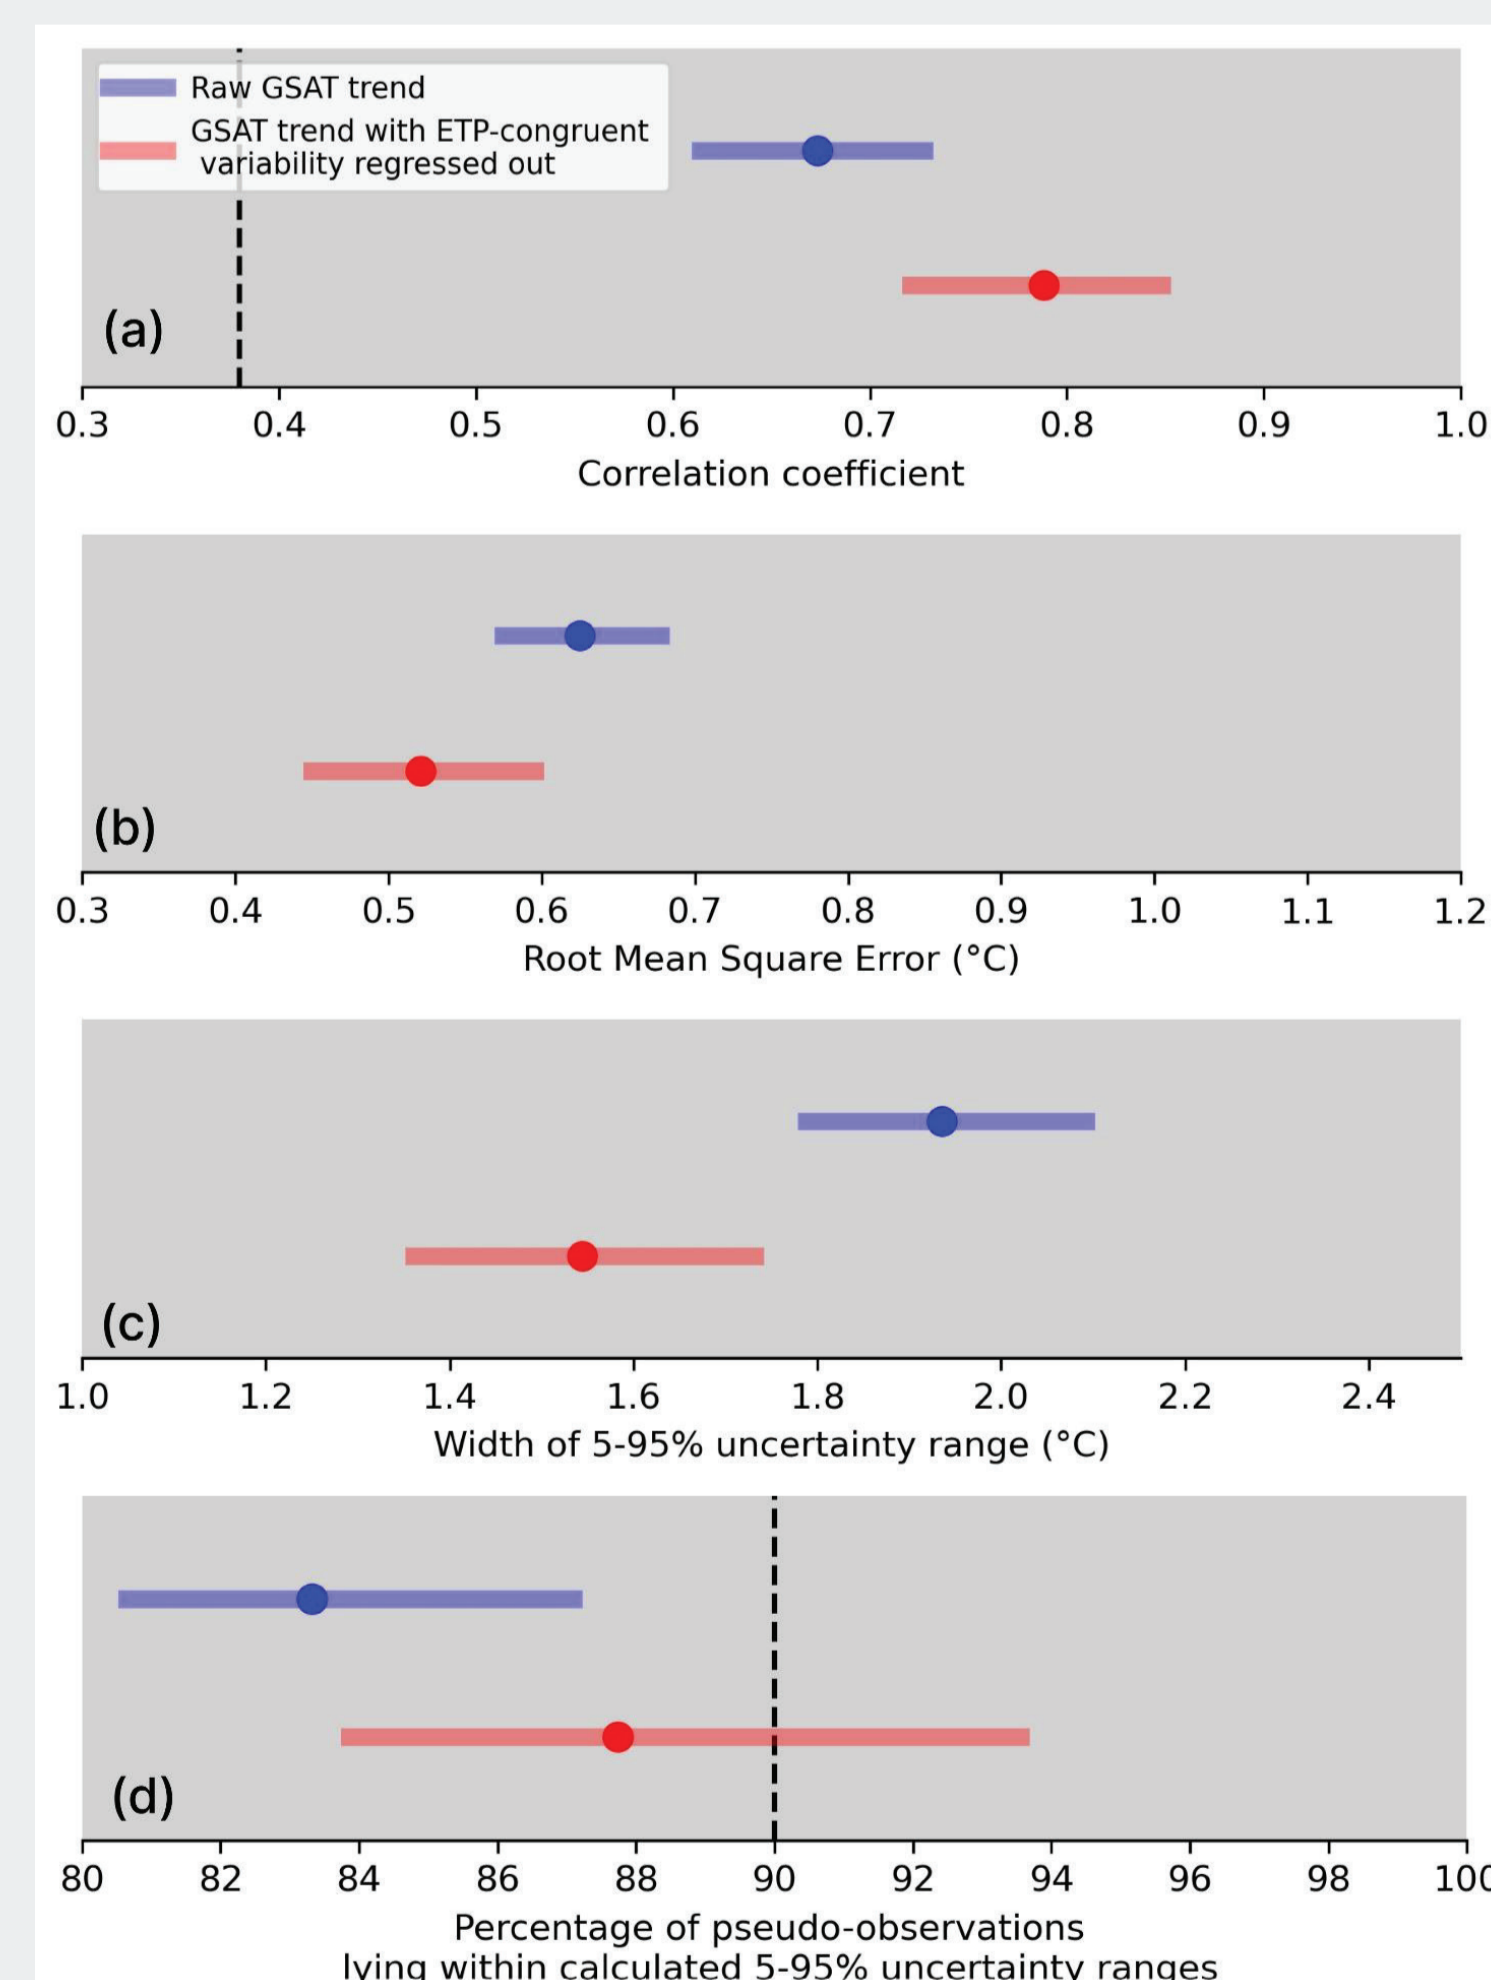 Raw GSAT trend
GSAT trend with ETP-congruent
variability regressed out
(a)
0.3 0.4 0.5 0.6 0.7 0.8 0.9 1.0
Correlation coefficient
(b)
0.3 0.4 0.5 0.6 0.7 0.8 0.9 1.0 1.1 1.2
Root Mean Square Error (°C)
(c)
1.0 1.2 1.4 1.6 1.8 2.0 2.2 2.4
Width of 5-95% uncertainty range (°C)
(d)
80 82 84 86 88 90 92 94 96 98 100
Percentage of pseudo-observations
lying within calculated 5-95% uncertainty ranges